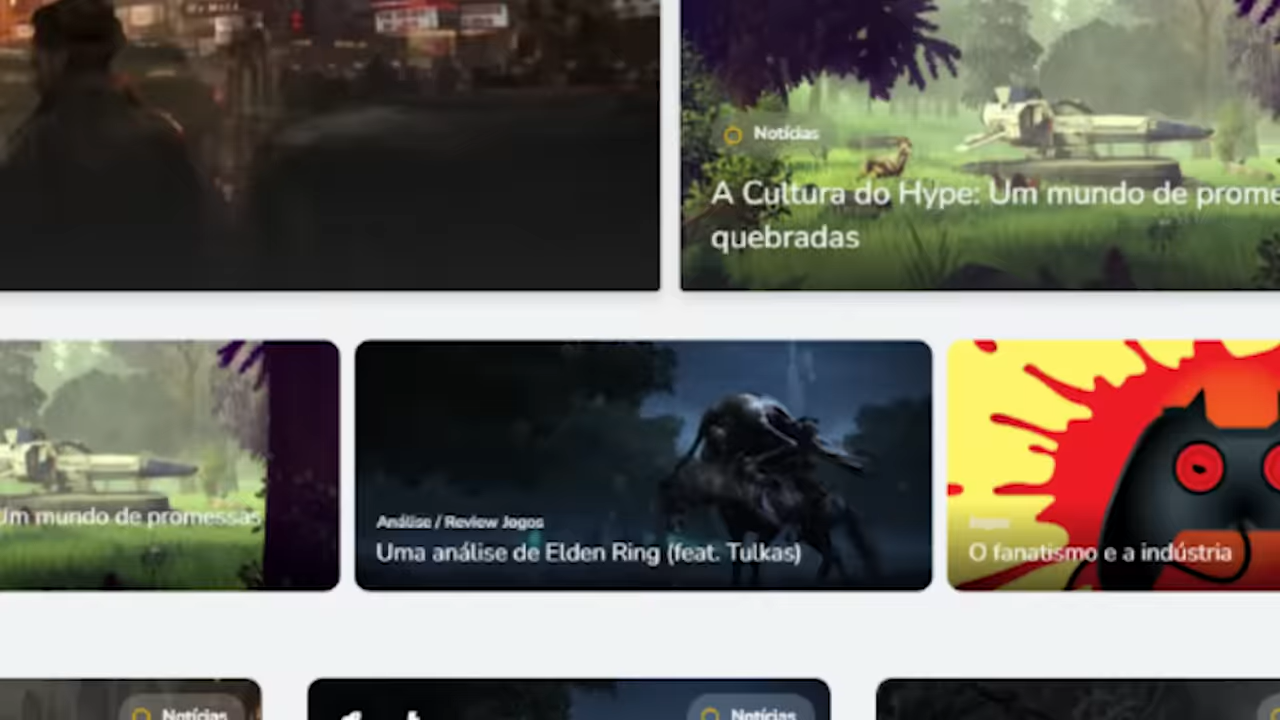 Notícias
A Cultura do Hype: Um mundo de prome
quebradas
Um mundo de promessas
Análise / Review Jogos
Uma análise de Elden Ring (feat. Tulkas)
O fanatismo e a indústria
Notícias
Notícias